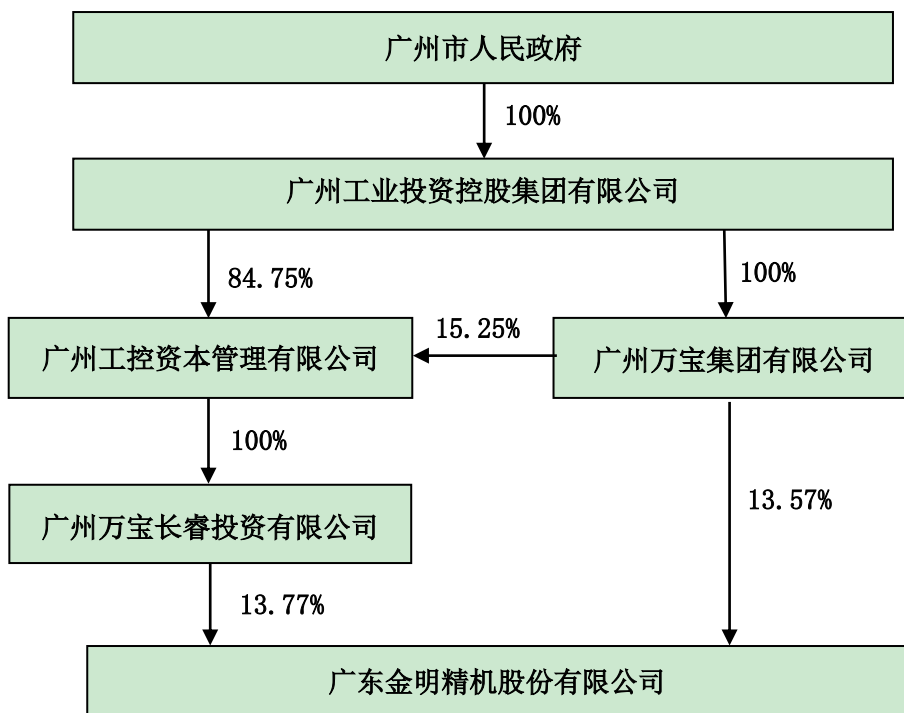 广州市人民政府
100%
广州工业投资控股集团有限公司
84.75%
100%
15.25%
广州工控资本管理有限公司
广州万宝集团有限公司
100%
13.57%
广州万宝长睿投资有限公司
13.77%
广东金明精机股份有限公司